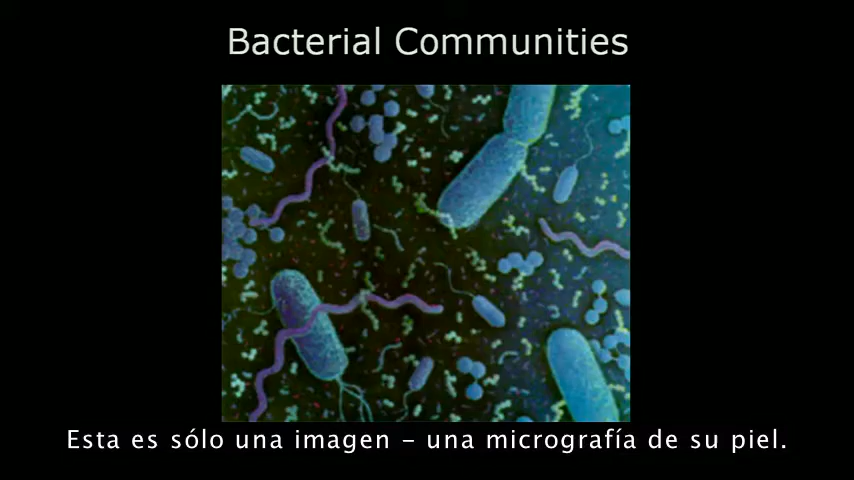 Bacterial Communities
Esta es sólo una imagen – una micrografía de su piel.